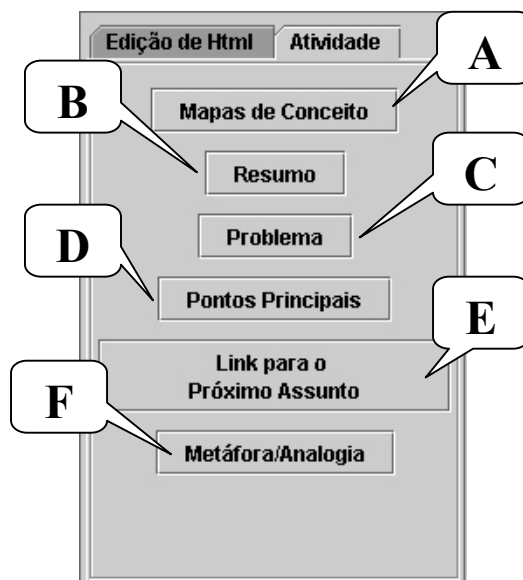 Edição de Html Atividade
A
Mapas de Conceito
B
Resumo
C
Problema
D
Pontos Principais
E
Link para o
Próximo Assunto
F
Metáfora/Analogia